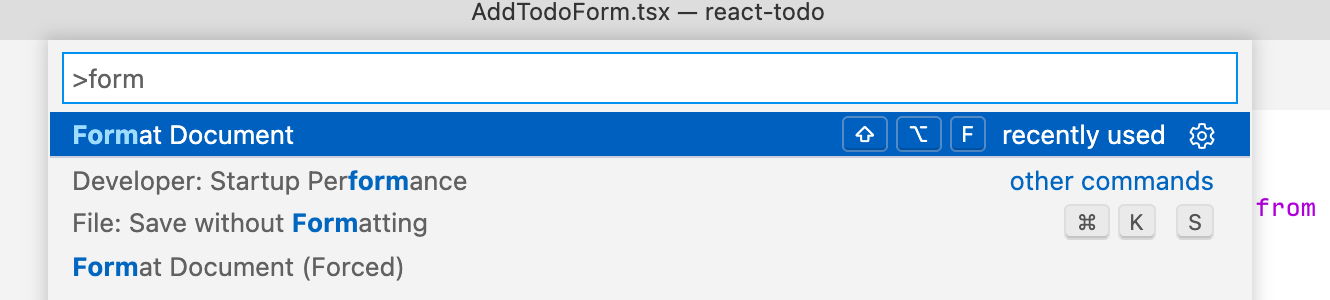 AddTodoForm.tsx — react-todo
>form
Format Document ⇧ ⌥ F recently used
Developer: Startup Performance other commands
from
File: Save without Formatting ⌘ K S
Format Document (Forced)